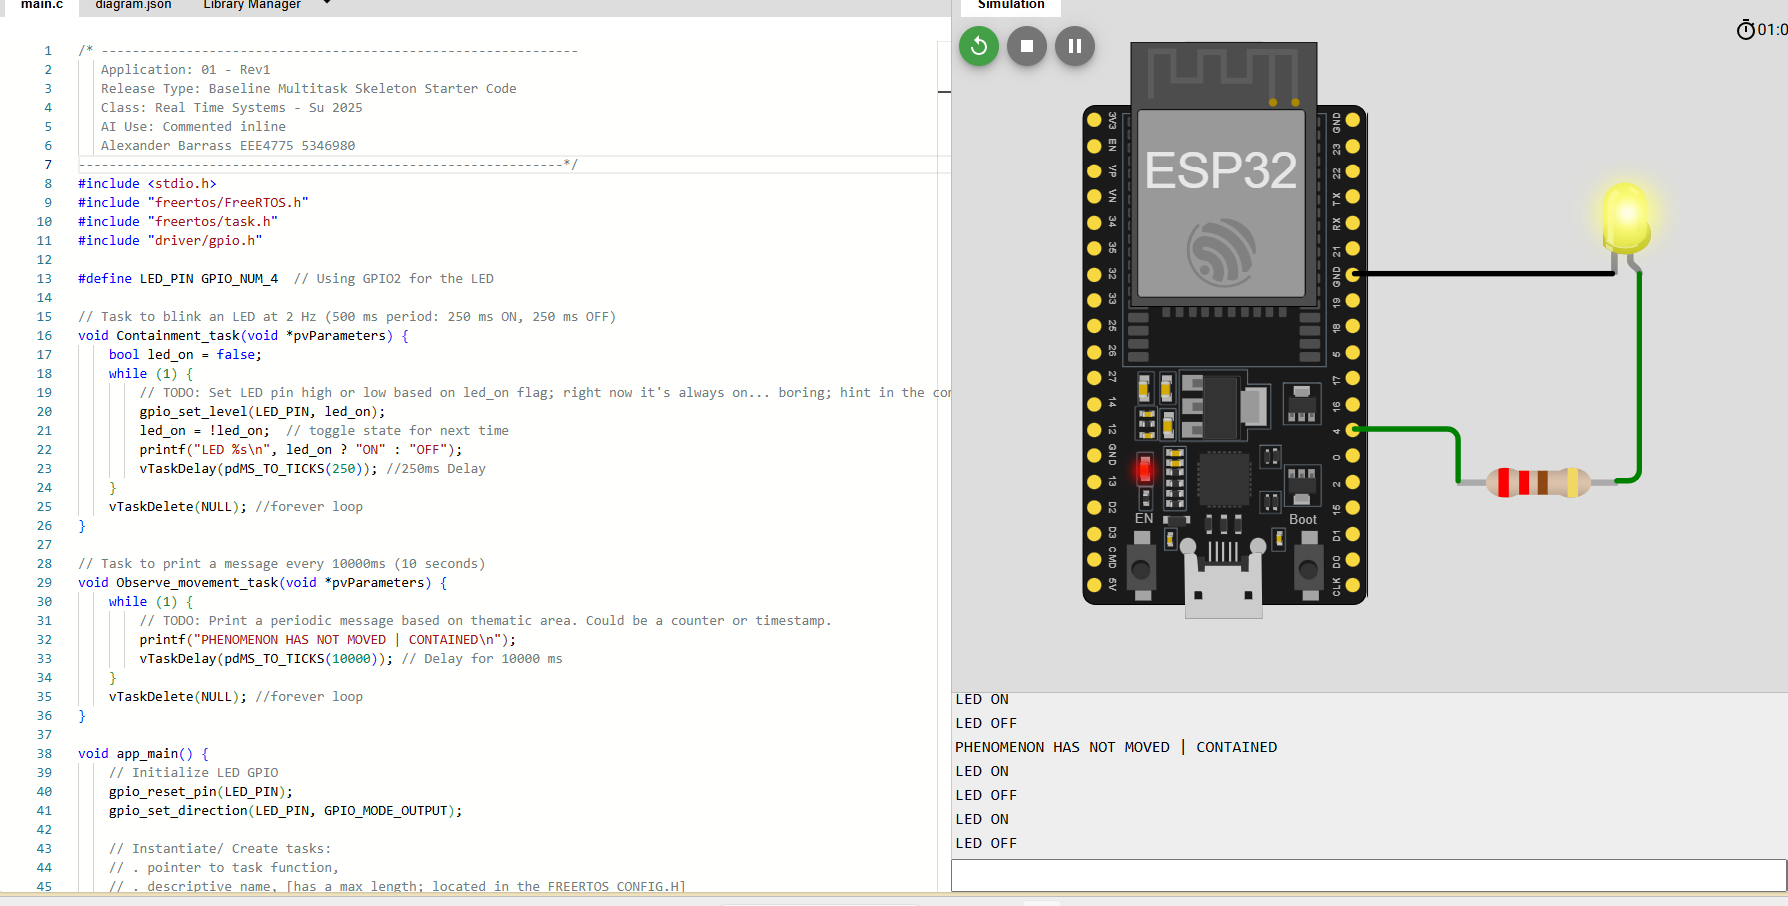 main.c diagram.json Library Manager
1 /* --------------------------------------------------------------
2 Application: 01 - Rev1
3 Release Type: Baseline Multitask Skeleton Starter Code
4 Class: Real Time Systems - Su 2025
5 AI Use: Commented inline
6 Alexander Barrass EEE4775 5346980
7 ---------------------------------------------------------------*/
8 #include <stdio.h>
9 #include "freertos/FreeRTOS.h"
10 #include "freertos/task.h"
11 #include "driver/gpio.h"
12
13 #define LED_PIN GPIO_NUM_4  // Using GPIO2 for the LED
14
15 // Task to blink an LED at 2 Hz (500 ms period: 250 ms ON, 250 ms OFF)
16 void Containment_task(void *pvParameters) {
17 bool led_on = false;
18 while (1) {
19 // TODO: Set LED pin high or low based on led_on flag; right now it's always on... boring; hint in the con
20 gpio_set_level(LED_PIN, led_on);
21 led_on = !led_on;  // toggle state for next time
22 printf("LED %s\n", led_on ? "ON" : "OFF");
23 vTaskDelay(pdMS_TO_TICKS(250)); //250ms Delay
24 }
25 vTaskDelete(NULL); //forever loop
26 }
27
28 // Task to print a message every 10000ms (10 seconds)
29 void Observe_movement_task(void *pvParameters) {
30 while (1) {
31 // TODO: Print a periodic message based on thematic area. Could be a counter or timestamp.
32 printf("PHENOMENON HAS NOT MOVED | CONTAINED\n");
33 vTaskDelay(pdMS_TO_TICKS(10000)); // Delay for 10000 ms
34 }
35 vTaskDelete(NULL); //forever loop
36 }
37
38 void app_main() {
39 // Initialize LED GPIO
40 gpio_reset_pin(LED_PIN);
41 gpio_set_direction(LED_PIN, GPIO_MODE_OUTPUT);
42
43 // Instantiate/ Create tasks:
44 // . pointer to task function,
45 // . descriptive name, [has a max length; located in the FREERTOS_CONFIG.H]
Simulation
01:0
ESP32
3V3
EN
VP
VN
34
35
32
33
25
26
27
14
12
GND
13
D2
D3
CMD
5V
GND
23
22
TX
RX
21
GND
19
18
5
17
16
4
0
2
15
D1
D0
CLK
EN
Boot
LED ON
LED OFF
PHENOMENON HAS NOT MOVED | CONTAINED
LED ON
LED OFF
LED ON
LED OFF